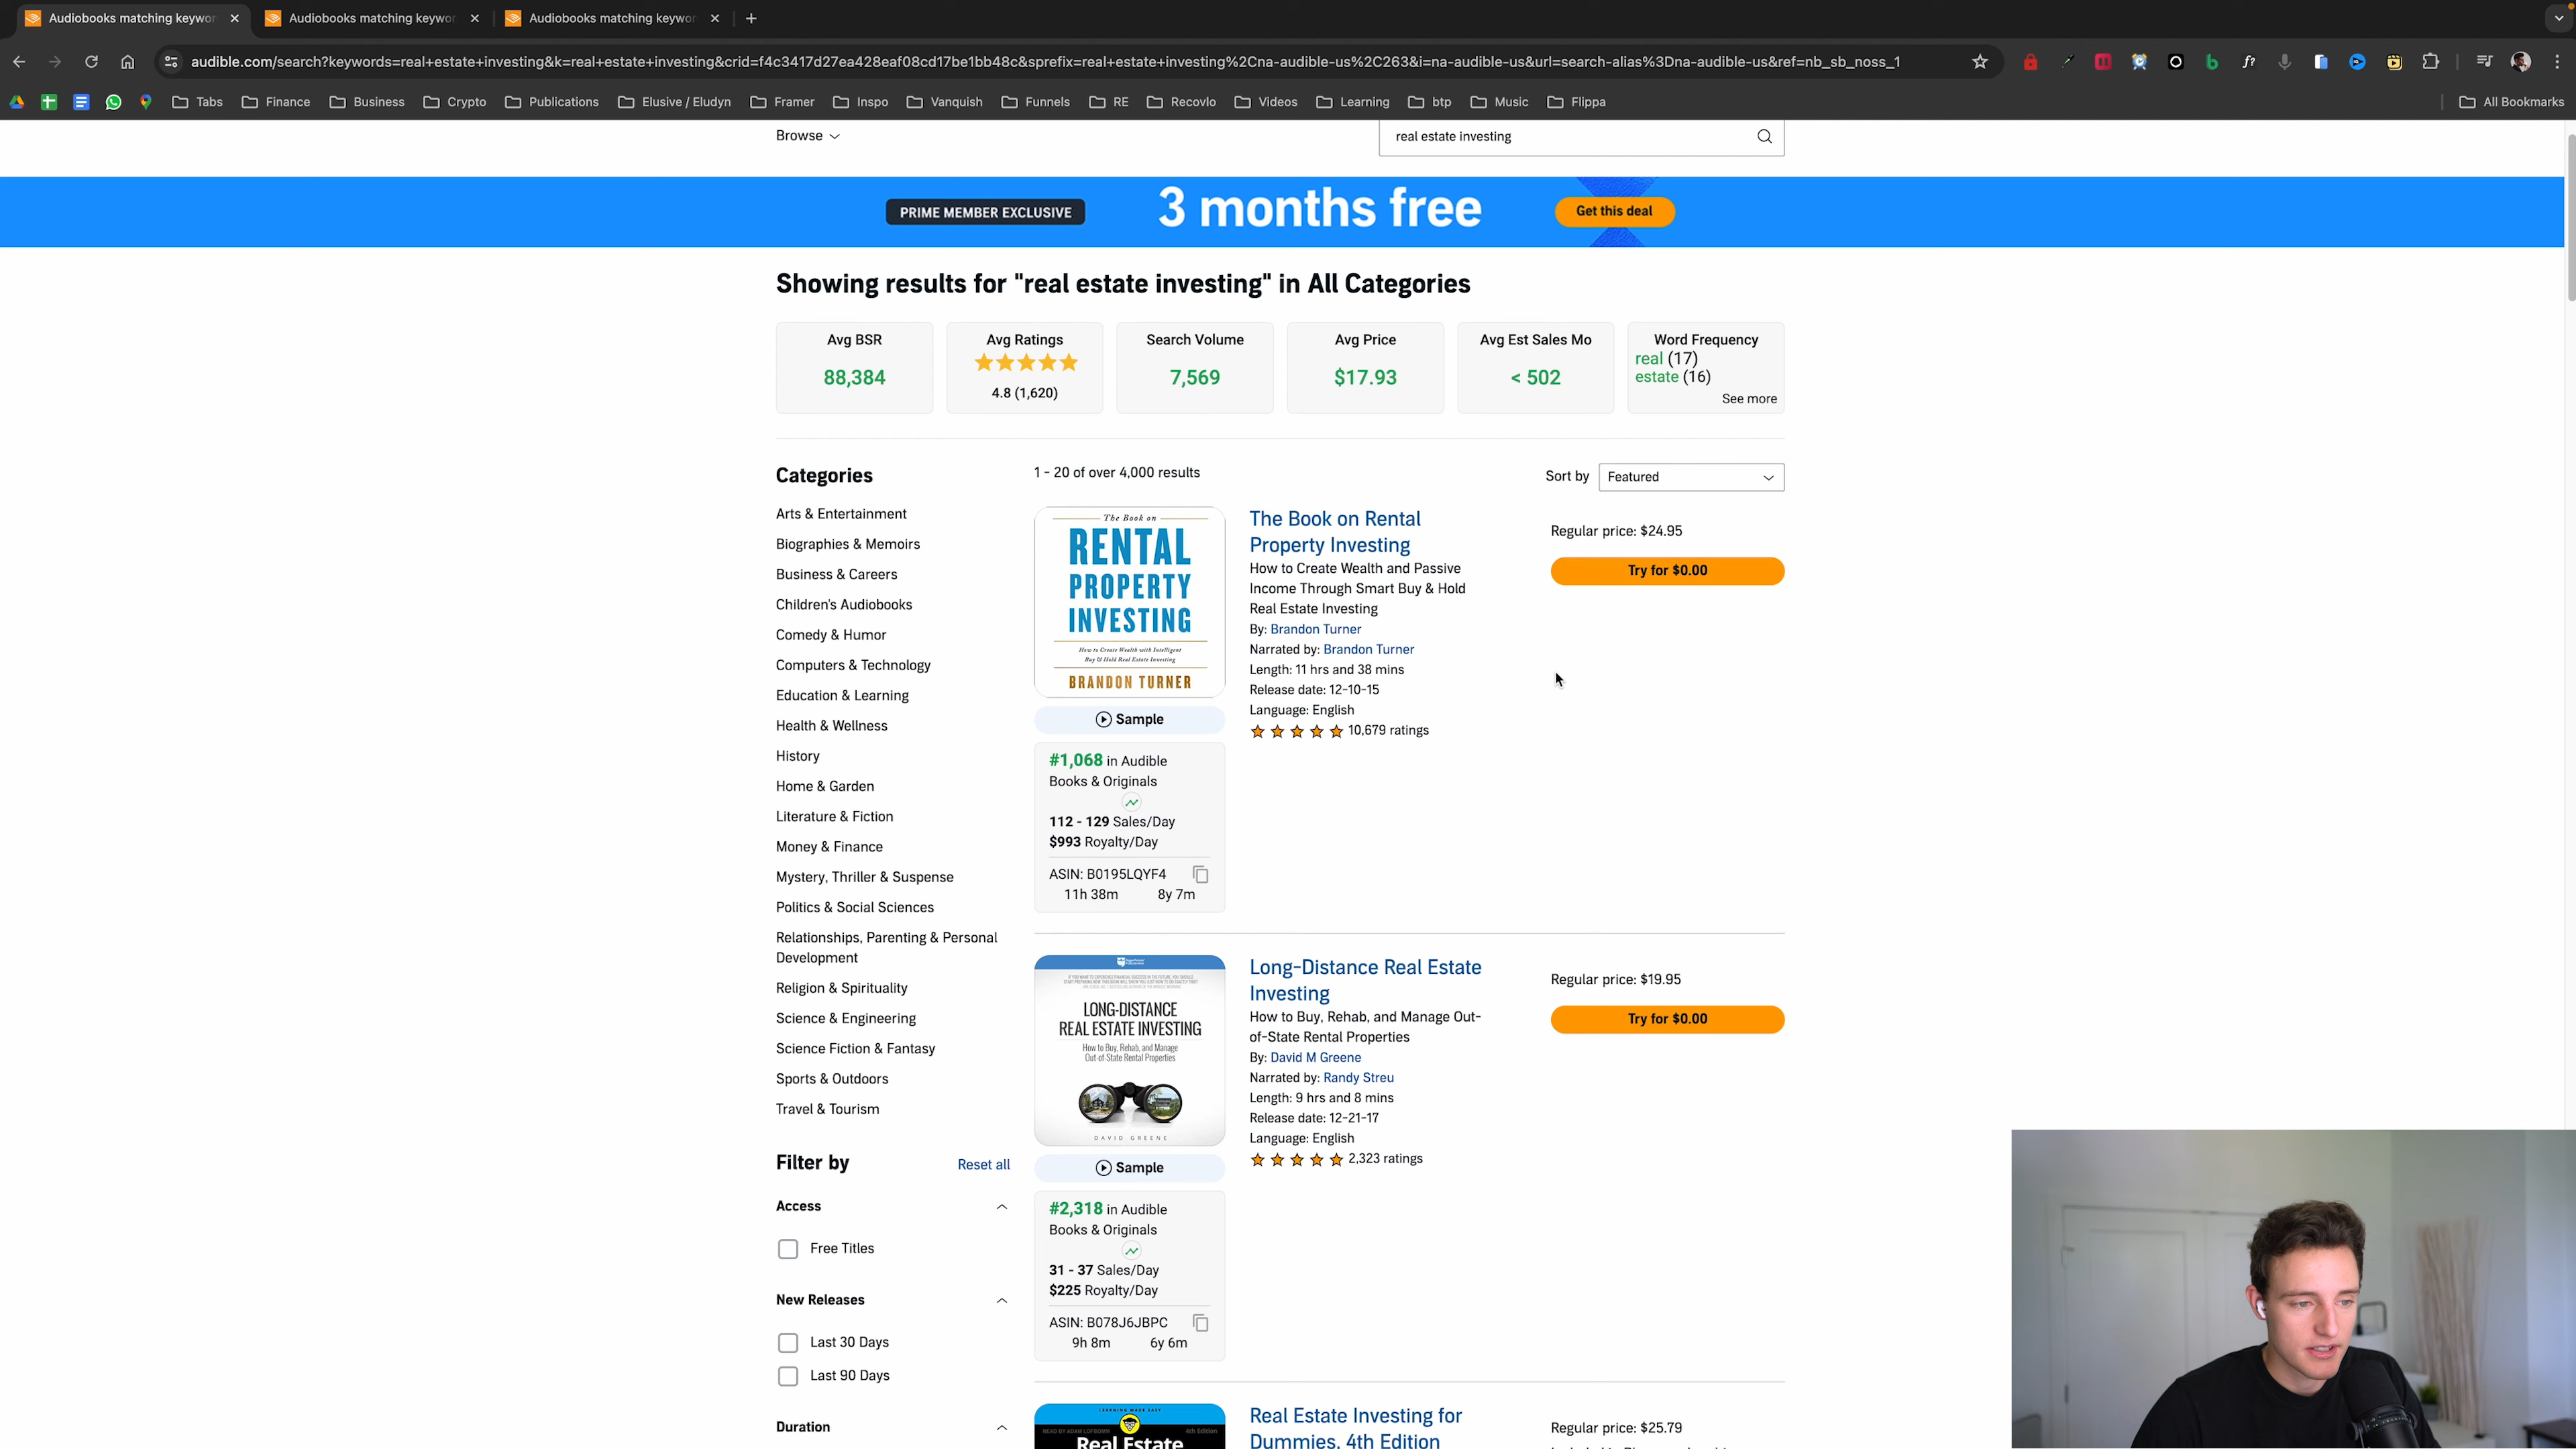 Audiobooks matching keywor
Audiobooks matching keywor
Audiobooks matching keywor
audible.com/search?keywords=real+estate+investing&k=real+estate+investing&crid=f4c3417d27ea428eaf08cd17be1bb48c&sprefix=real+estate+investing%2Cna-audible-us%2C263&i=na-audible-us&url=search-alias%3Dna-audible-us&ref=nb_sb_noss_1
Tabs Finance Business Crypto Publications Elusive / Eludyn Framer Inspo Vanquish Funnels RE Recovlo Videos Learning btp Music Flippa All Bookmarks
Browse
real estate investing
PRIME MEMBER EXCLUSIVE 3 months free Get this deal
Showing results for "real estate investing" in All Categories
Avg BSR
88,384
Avg Ratings
4.8 (1,620)
Search Volume
7,569
Avg Price
$17.93
Avg Est Sales Mo
< 502
Word Frequency
real (17)
estate (16)
See more
Categories
Arts & Entertainment
Biographies & Memoirs
Business & Careers
Children's Audiobooks
Comedy & Humor
Computers & Technology
Education & Learning
Health & Wellness
History
Home & Garden
Literature & Fiction
Money & Finance
Mystery, Thriller & Suspense
Politics & Social Sciences
Relationships, Parenting & Personal
Development
Religion & Spirituality
Science & Engineering
Science Fiction & Fantasy
Sports & Outdoors
Travel & Tourism
Filter by Reset all
Access
Free Titles
New Releases
Last 30 Days
Last 90 Days
Duration
1 - 20 of over 4,000 results
Sort by Featured
The Book on
RENTAL
PROPERTY
INVESTING
How to Create Wealth with Intelligent
Buy & Hold Real Estate Investing
BRANDON TURNER
Sample
#1,068 in Audible
Books & Originals
112 - 129 Sales/Day
$993 Royalty/Day
ASIN: B0195LQYF4
11h 38m 8y 7m
The Book on Rental
Property Investing
How to Create Wealth and Passive
Income Through Smart Buy & Hold
Real Estate Investing
By: Brandon Turner
Narrated by: Brandon Turner
Length: 11 hrs and 38 mins
Release date: 12-10-15
Language: English
10,679 ratings
Regular price: $24.95
Try for $0.00
LONG-DISTANCE
REAL ESTATE INVESTING
How to Buy, Rehab, and Manage
Out-of-State Rental Properties
DAVID GREENE
Sample
#2,318 in Audible
Books & Originals
31 - 37 Sales/Day
$225 Royalty/Day
ASIN: B078J6JBPC
9h 8m 6y 6m
Long-Distance Real Estate
Investing
How to Buy, Rehab, and Manage Out-
of-State Rental Properties
By: David M Greene
Narrated by: Randy Streu
Length: 9 hrs and 8 mins
Release date: 12-21-17
Language: English
2,323 ratings
Regular price: $19.95
Try for $0.00
LEARNING MADE EASY
4th Edition
Real Estate
Real Estate Investing for
Dummies, 4th Edition
Regular price: $25.79